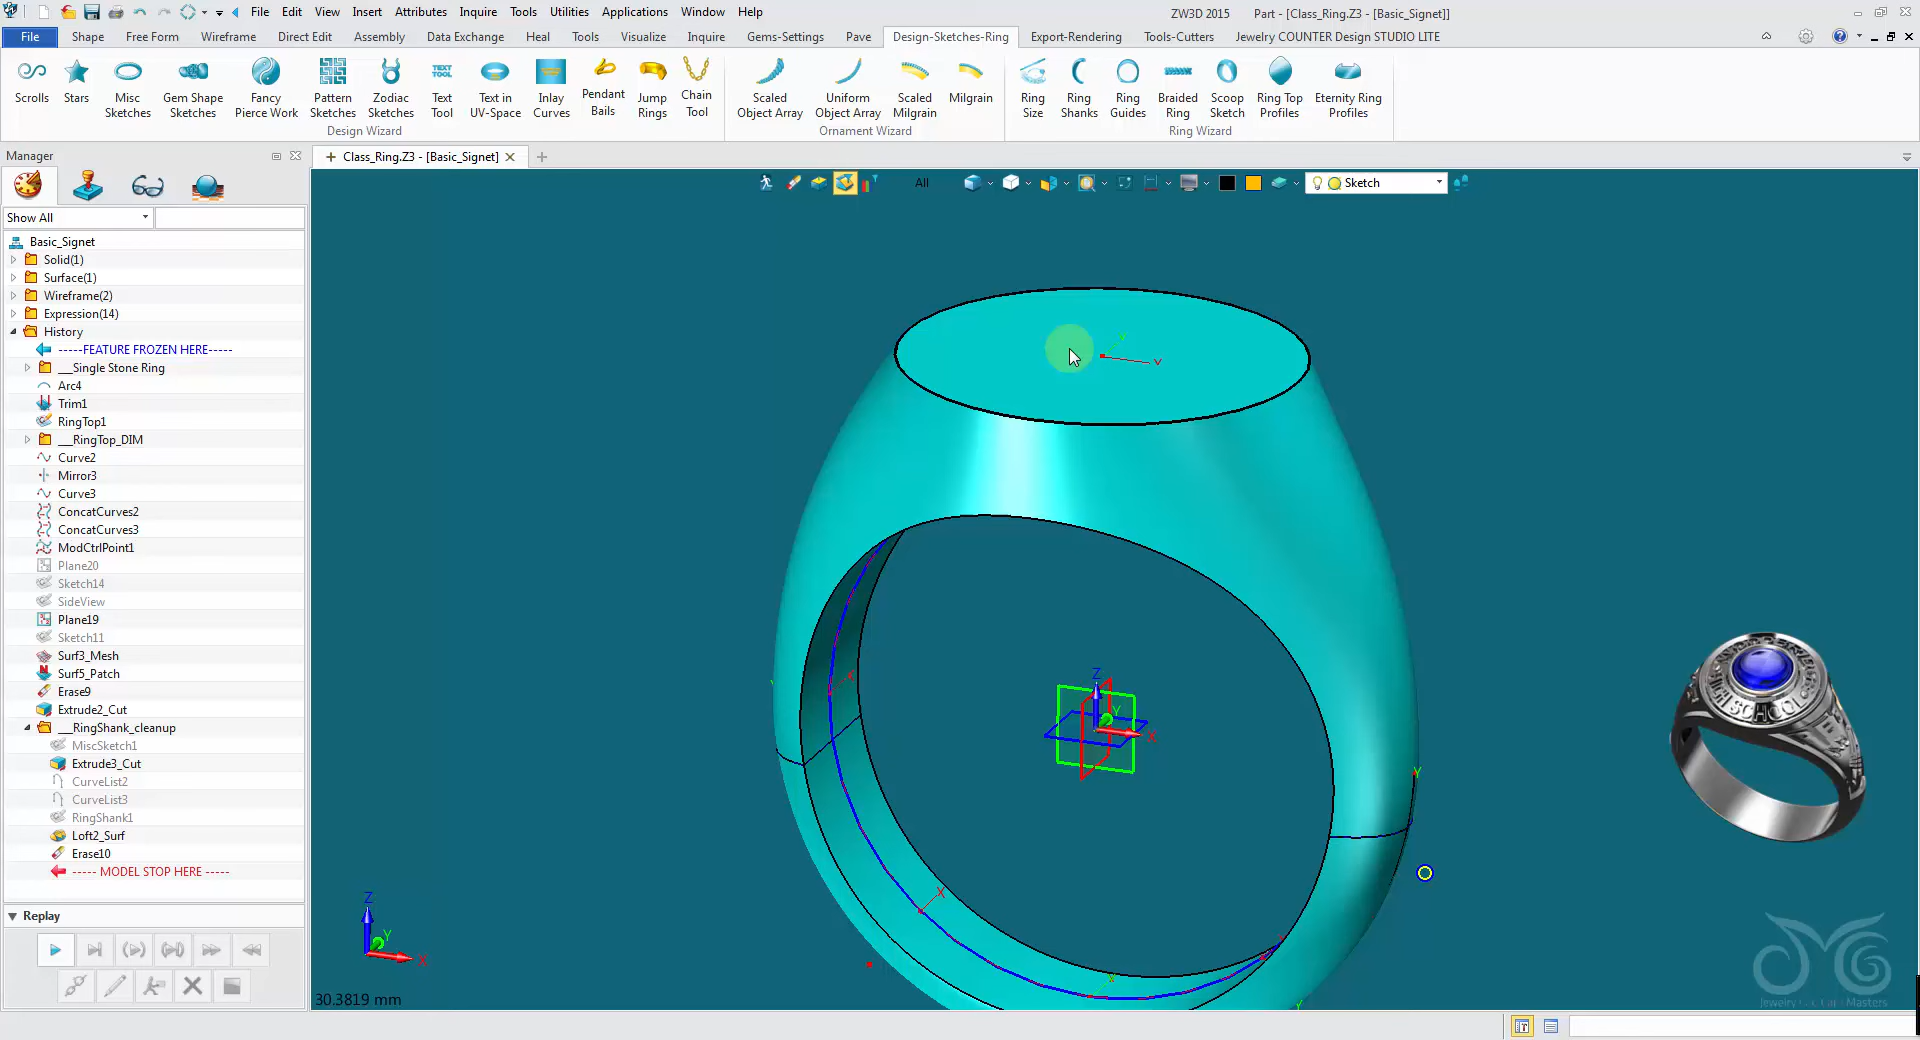 File Edit View Insert Attributes Inquire Tools Utilities Applications Window Help
ZW3D 2015 Part - [Class_Ring.Z3 - [Basic_Signet]]
File Shape Free Form Wireframe Direct Edit Assembly Data Exchange Heal Tools Visualize Inquire Gems-Settings Pave Design-Sketches-Ring Export-Rendering Tools-Cutters Jewelry COUNTER Design STUDIO LITE
Scrolls Stars Misc Sketches Gem Shape Sketches Fancy Pierce Work Pattern Sketches Zodiac Sketches Text Tool Text in UV-Space Inlay Curves Pendant Bails Jump Rings Chain Tool Scaled Object Array Uniform Object Array Scaled Milgrain Milgrain Ring Size Ring Shanks Ring Guides Braided Ring Scoop Sketch Ring Top Profiles Eternity Ring Profiles
Design Wizard Ornament Wizard Ring Wizard
Manager
Class_Ring.Z3 - [Basic_Signet]
All
Sketch
Show All
Basic_Signet
Solid(1)
Surface(1)
Wireframe(2)
Expression(14)
History
-----FEATURE FROZEN HERE-----
__Single Stone Ring
Arc4
Trim1
RingTop1
__RingTop_DIM
Curve2
Mirror3
Curve3
ConcatCurves2
ConcatCurves3
ModCtrlPoint1
Plane20
Sketch14
SideView
Plane19
Sketch11
Surf3_Mesh
Surf5_Patch
Erase9
Extrude2_Cut
__RingShank_cleanup
MiscSketch1
Extrude3_Cut
CurveList2
CurveList3
RingShank1
Loft2_Surf
Erase10
----- MODEL STOP HERE -----
Replay
Z
Y
X
Z
Y
X
30.3819 mm
SCHOOL